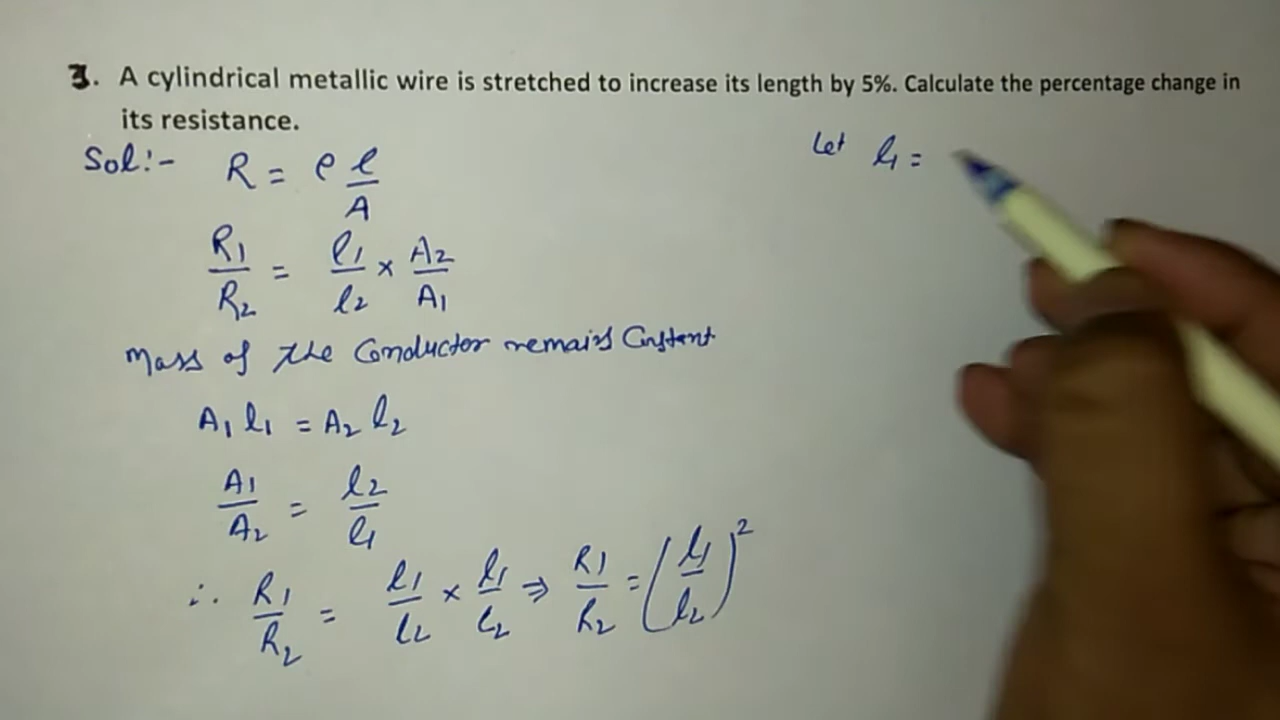 3. A cylindrical metallic wire is stretched to increase its length by 5%. Calculate the percentage change in
its resistance.
Sol:- R = ρ l/A
R1/R2 = l1/l2 × A2/A1
Mass of the Conductor remains Constant
A1 l1 = A2 l2
A1/A2 = l2/l1
∴ R1/R2 = l1/l2 × l1/l2 ⇒ R1/R2 = (l1/l2)²
Let l1 =